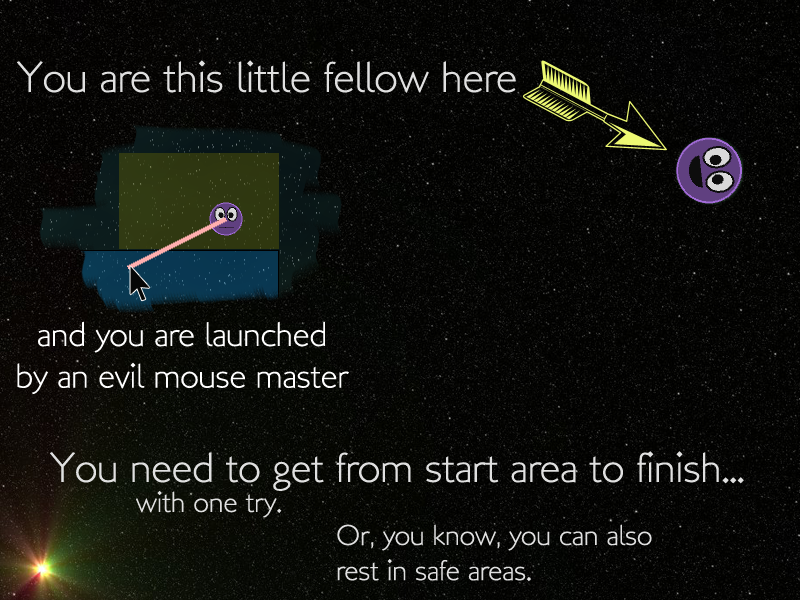 You are this little fellow here
and you are launched
by an evil mouse master
You need to get from start area to finish...
with one try.
Or, you know, you can also
rest in safe areas.